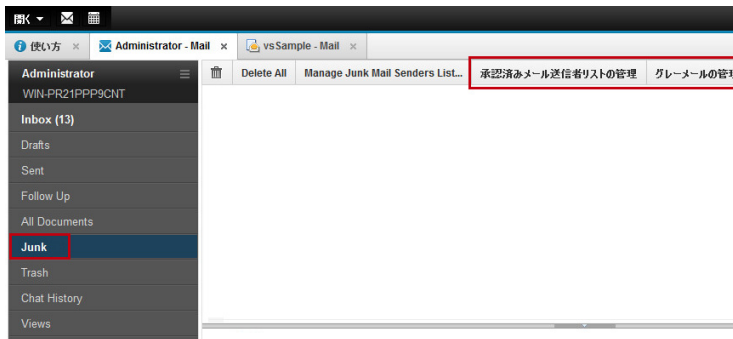 開く
使い方 × Administrator - Mail × vsSample - Mail ×
Administrator
WIN-PR21PPP9CNT
Delete All Manage Junk Mail Senders List... 承認済みメール送信者リストの管理 グレーメールの管理
Inbox (13)
Drafts
Sent
Follow Up
All Documents
Junk
Trash
Chat History
Views